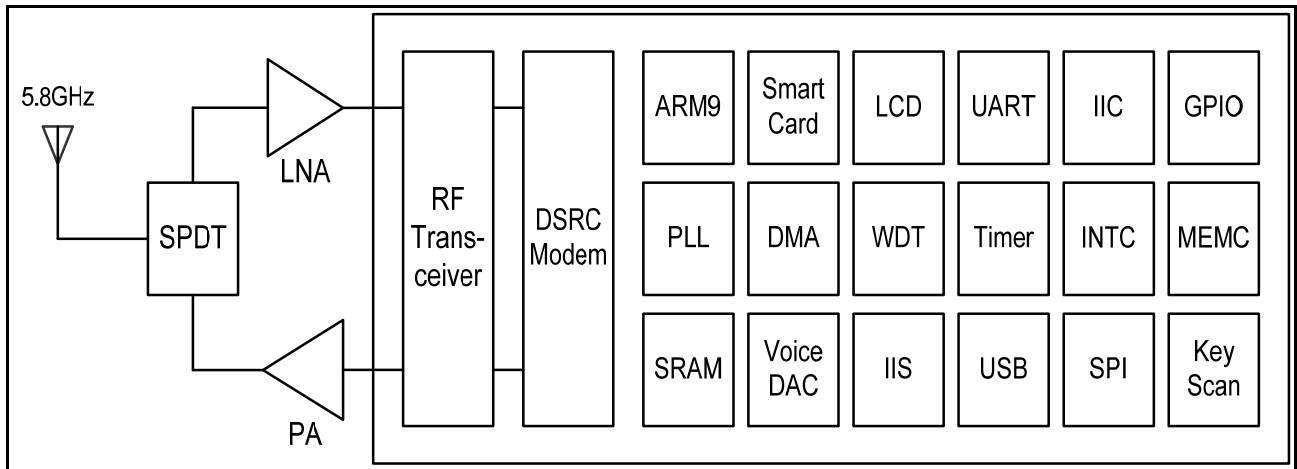 5.8GHz
LNA
SPDT
PA
RF
Trans-
ceiver
DSRC
Modem
ARM9
Smart
Card
LCD
UART
IIC
GPIO
PLL
DMA
WDT
Timer
INTC
MEMC
SRAM
Voice
DAC
IIS
USB
SPI
Key
Scan